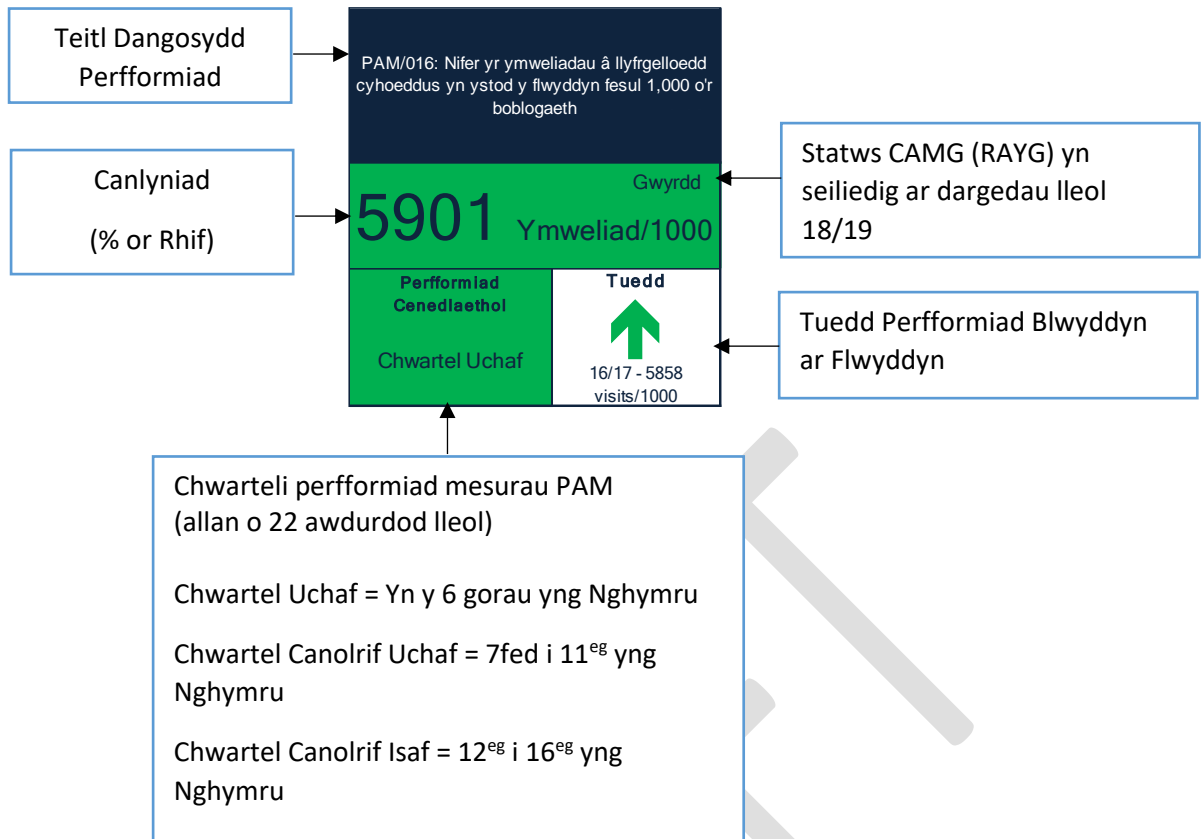 Teitl Dangosydd
Perfformiad
PAM/016: Nifer yr ymweliadau â llyfrgelloedd
cyhoeddus yn ystod y flwyddyn fesul 1,000 o'r
boblogaeth
Canlyniad
(% or Rhif)
Gwyrdd
5901 Ymweliad/1000
Statws CAMG (RAYG) yn
seiliedig ar dargedau lleol
18/19
Perfformiad
Cenedlaethol
Chwartel Uchaf
Tuedd
16/17 - 5858
visits/1000
Tuedd Perfformiad Blwyddyn
ar Flwyddyn
Chwarteli perfformiad mesurau PAM
(allan o 22 awdurdod lleol)
Chwartel Uchaf = Yn y 6 gorau yng Nghymru
Chwartel Canolrif Uchaf = 7fed i 11eg yng
Nghymru
Chwartel Canolrif Isaf = 12eg i 16eg yng
Nghymru